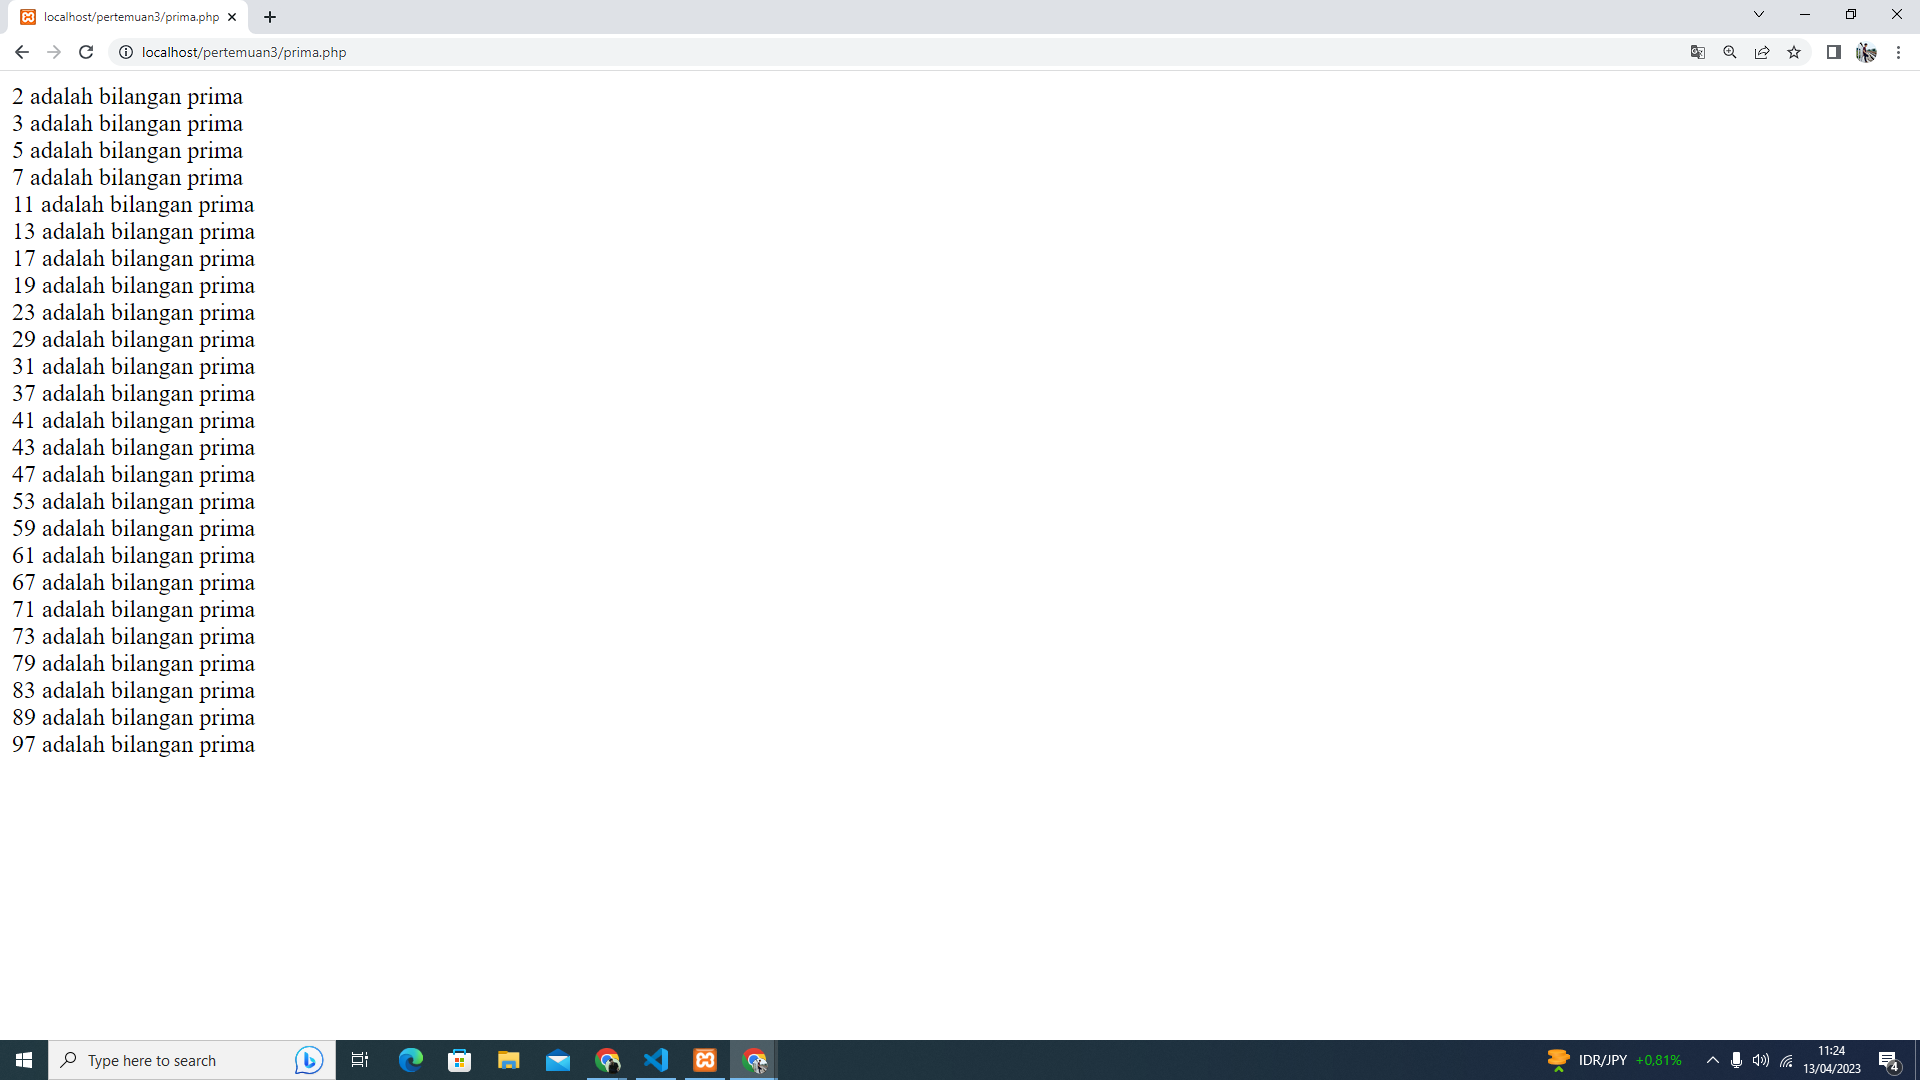 localhost/pertemuan3/prima.php
localhost/pertemuan3/prima.php
2 adalah bilangan prima
3 adalah bilangan prima
5 adalah bilangan prima
7 adalah bilangan prima
11 adalah bilangan prima
13 adalah bilangan prima
17 adalah bilangan prima
19 adalah bilangan prima
23 adalah bilangan prima
29 adalah bilangan prima
31 adalah bilangan prima
37 adalah bilangan prima
41 adalah bilangan prima
43 adalah bilangan prima
47 adalah bilangan prima
53 adalah bilangan prima
59 adalah bilangan prima
61 adalah bilangan prima
67 adalah bilangan prima
71 adalah bilangan prima
73 adalah bilangan prima
79 adalah bilangan prima
83 adalah bilangan prima
89 adalah bilangan prima
97 adalah bilangan prima
Type here to search
IDR/JPY +0,81%
11:24
13/04/2023
4